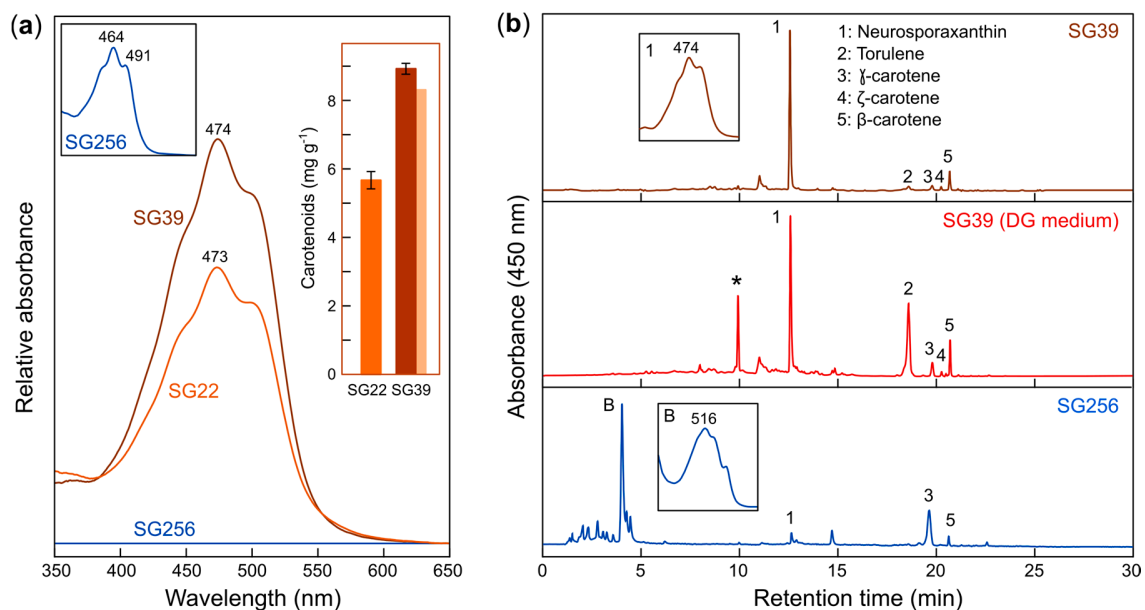 (a)
464
491
SG256
474
SG39
473
SG22
SG256
Relative absorbance
350
400
450
500
550
600
650
Wavelength (nm)
Carotenoids (mg g⁻¹)
8
6
4
2
0
SG22
SG39
(b)
Absorbance (450 nm)
1
474
1
1: Neurosporaxanthin
2: Torulene
3: ɣ-carotene
4: ζ-carotene
5: β-carotene
SG39
2
3
4
5
SG39 (DG medium)
*
1
2
3
4
5
SG256
B
B
516
1
3
5
0
5
10
15
20
25
30
Retention time (min)